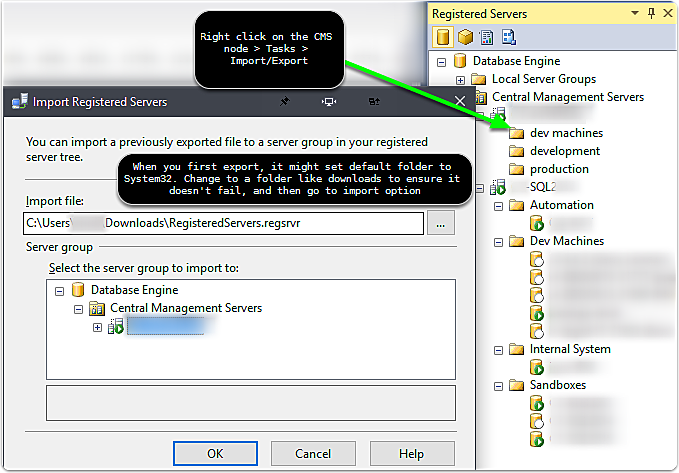 Right click on the CMS
node > Tasks >
Import/Export
Registered Servers
Database Engine
Local Server Groups
Central Management Servers
dev machines
development
production
-SQL2
Automation
Dev Machines
Internal System
Sandboxes
Import Registered Servers
You can import a previously exported file to a server group in your registered
server tree.
When you first export, it might set default folder to
System32. Change to a folder like downloads to ensure it
doesn't fail, and then go to import option
Import file:
C:\Users\ Downloads\RegisteredServers.regsrvr
...
Server group
Select the server group to import to:
Database Engine
Central Management Servers
OK
Cancel
Help